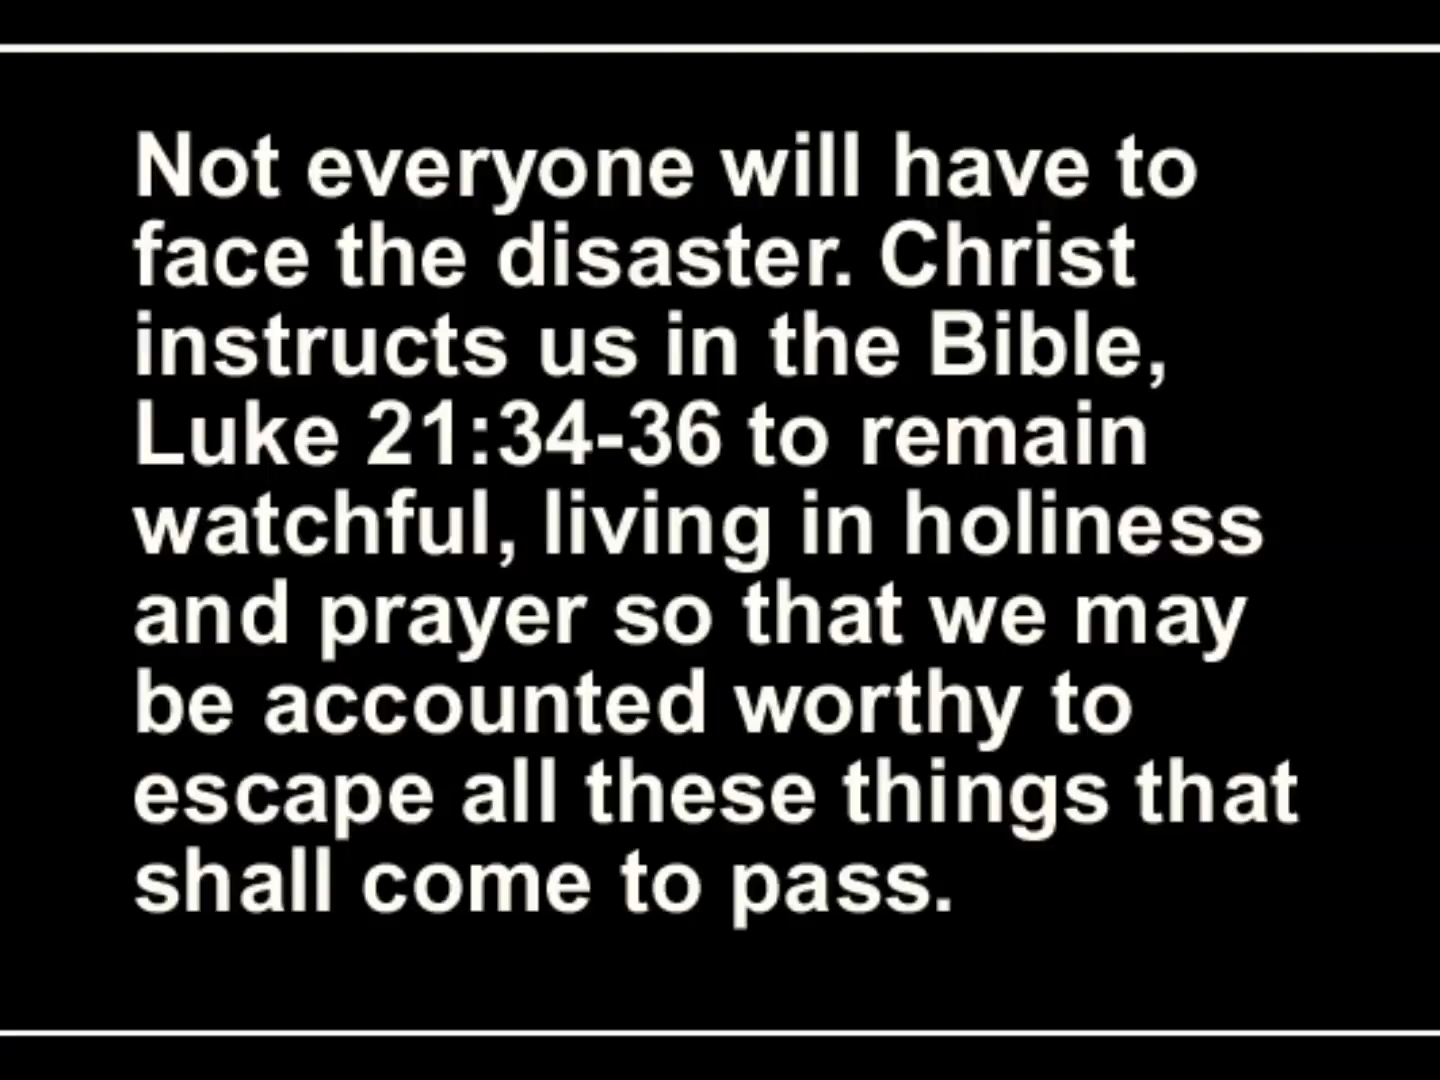 Not everyone will have to
face the disaster. Christ
instructs us in the Bible,
Luke 21:34-36 to remain
watchful, living in holiness
and prayer so that we may
be accounted worthy to
escape all these things that
shall come to pass.